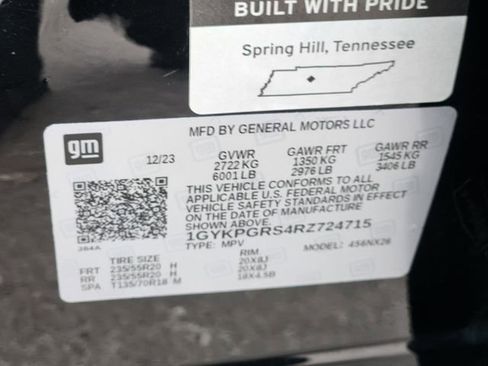 BUILT WITH PRIDE
Spring Hill, Tennessee
gm
MFD BY GENERAL MOTORS LLC
12/23 GVWR GAWR FRT GAWR RR
2722 KG 1350 KG 1545 KG
6001 LB 2976 LB 3406 LB
THIS VEHICLE CONFORMS TO ALL
APPLICABLE U.S. FEDERAL MOTOR
VEHICLE SAFETY STANDARDS IN EFFECT
ON THE DATE OF MANUFACTURE
SHOWN ABOVE.
1GYKPGRS4RZ724715
TYPE: MPV MODEL: 456NX26
TIRE SIZE RIM
FRT 235/55R20 H 20X8J
RR 235/55R20 H 20X8J
SPA T135/70R18 M 18X4.5B